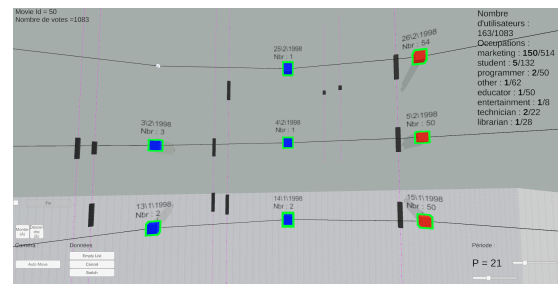 Movie Id = 50
Nombre de votes =1083
Nombre
d'utilisateurs :
163/1083
Occupations :
marketing : 150/514
student : 5/132
programmer : 2/50
other : 1/62
educator : 1/50
entertainment : 1/8
technician : 2/22
librarian : 1/28
25\2\1998
Nbr : 1
26\2\1998
Nbr : 54
3\2\1998
Nbr : 3
4\2\1998
Nbr : 1
5\2\1998
Nbr : 50
13\1\1998
Nbr : 2
14\1\1998
Nbr : 2
15\1\1998
Nbr : 50
Données
Empty List
Cancel
Switch
Auto Move
Période :
P = 21